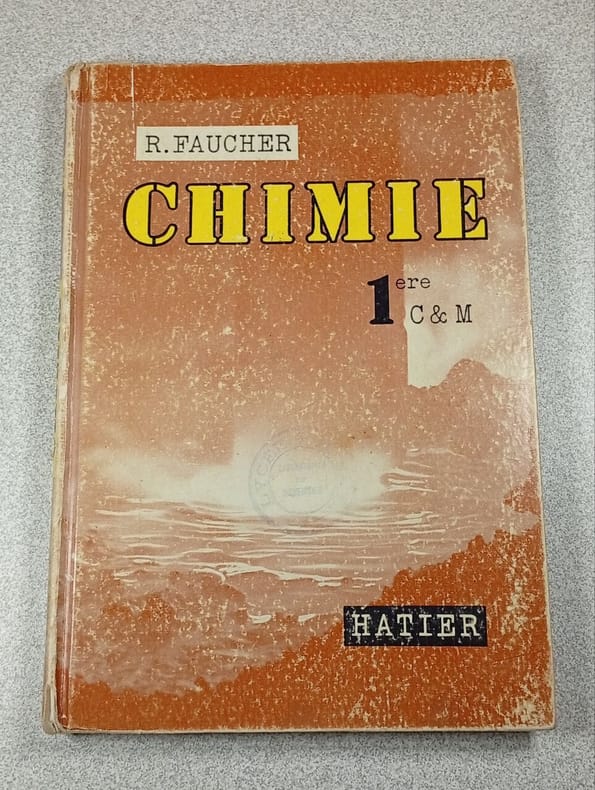 R. FAUCHER
CHIMIE
1ere
C & M
HATIER